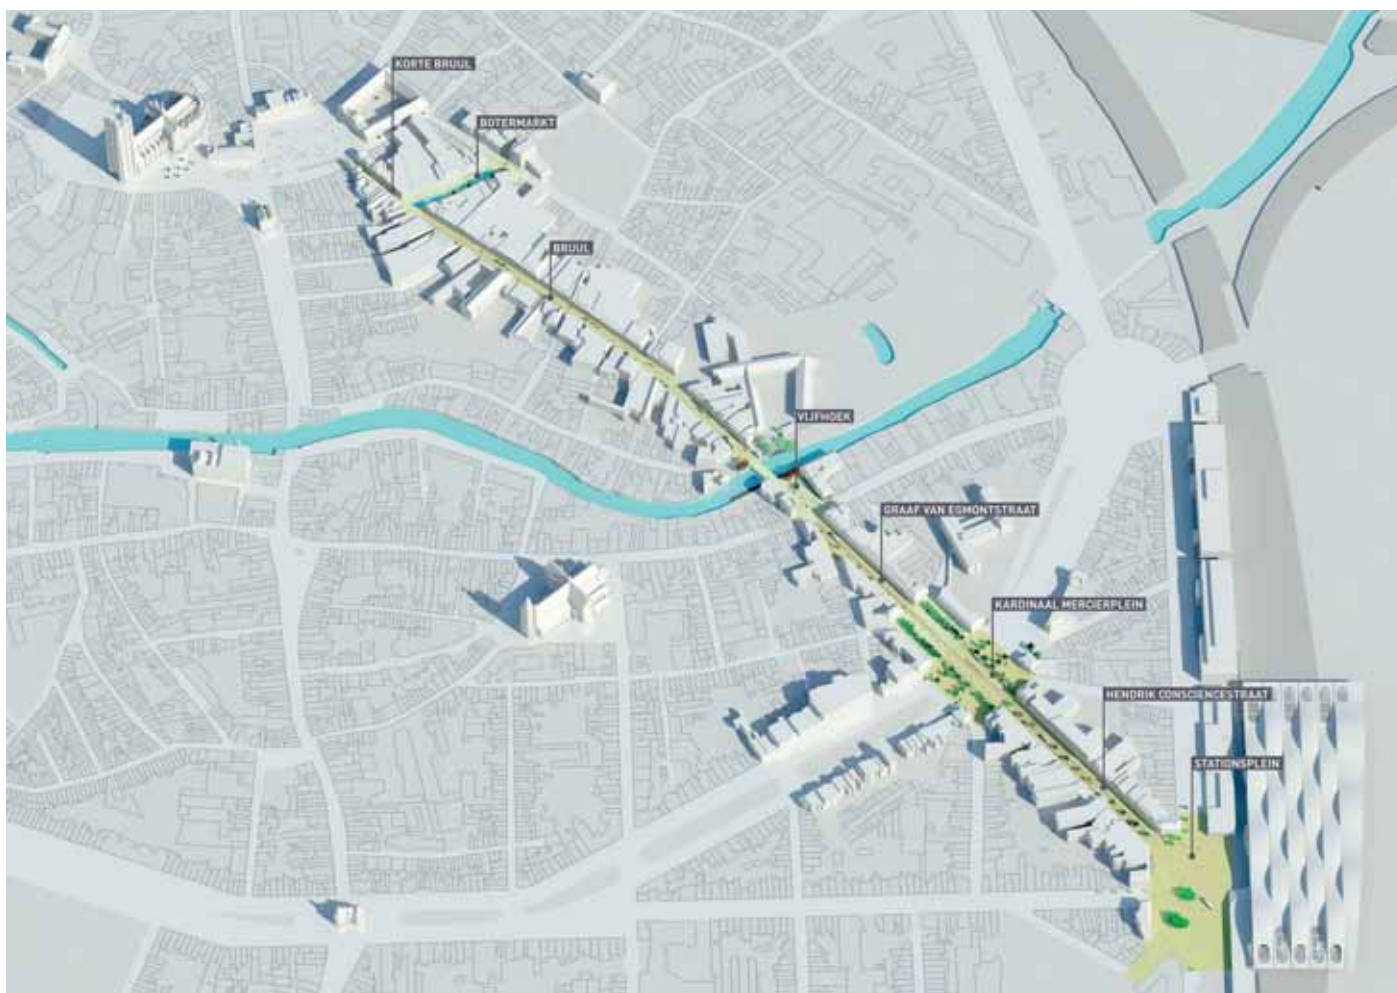 KORTE BRUUL
BOTERMARKT
BRUUL
VIJFHOEK
GRAAF VAN EGMONTSTRAAT
KARDINAAL MERCIERPLEIN
HENDRIK CONSCIENCESTRAAT
STATIONSPLEIN